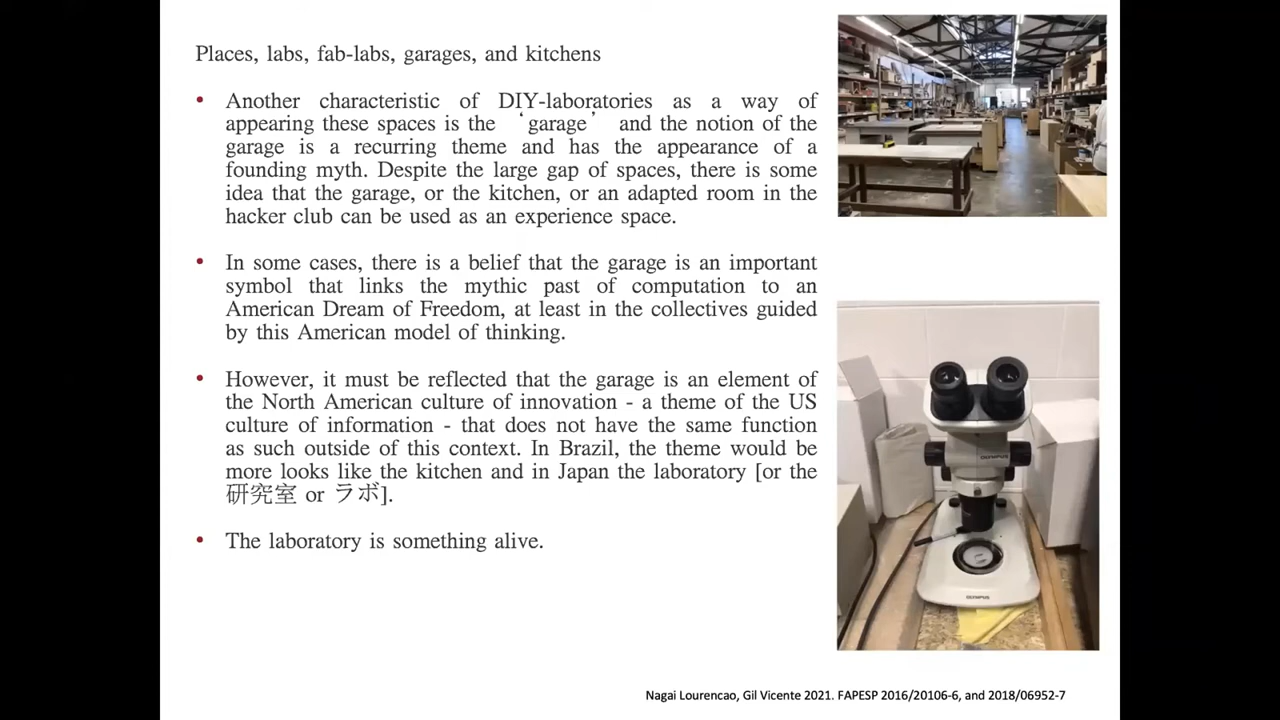 Places, labs, fab-labs, garages, and kitchens
• Another characteristic of DIY-laboratories as a way of
appearing these spaces is the ‘garage’ and the notion of the
garage is a recurring theme and has the appearance of a
founding myth. Despite the large gap of spaces, there is some
idea that the garage, or the kitchen, or an adapted room in the
hacker club can be used as an experience space.
• In some cases, there is a belief that the garage is an important
symbol that links the mythic past of computation to an
American Dream of Freedom, at least in the collectives guided
by this American model of thinking.
• However, it must be reflected that the garage is an element of
the North American culture of innovation - a theme of the US
culture of information - that does not have the same function
as such outside of this context. In Brazil, the theme would be
more looks like the kitchen and in Japan the laboratory [or the
研究室 or ラボ].
• The laboratory is something alive.
OLYMPUS
OLYMPUS
Nagai Lourencao, Gil Vicente 2021. FAPESP 2016/20106-6, and 2018/06952-7